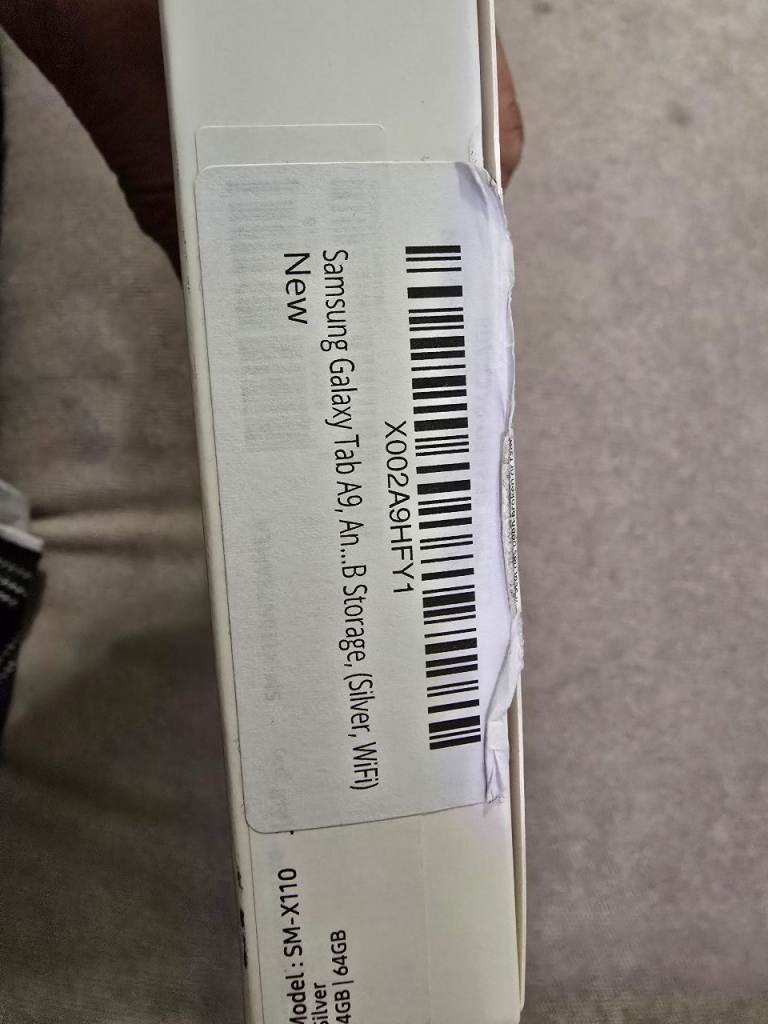 X002A9HFY1
Samsung Galaxy Tab A9, An...B Storage, (Silver, WiFi)
New
Model : SM-X110
Silver
4GB | 64GB